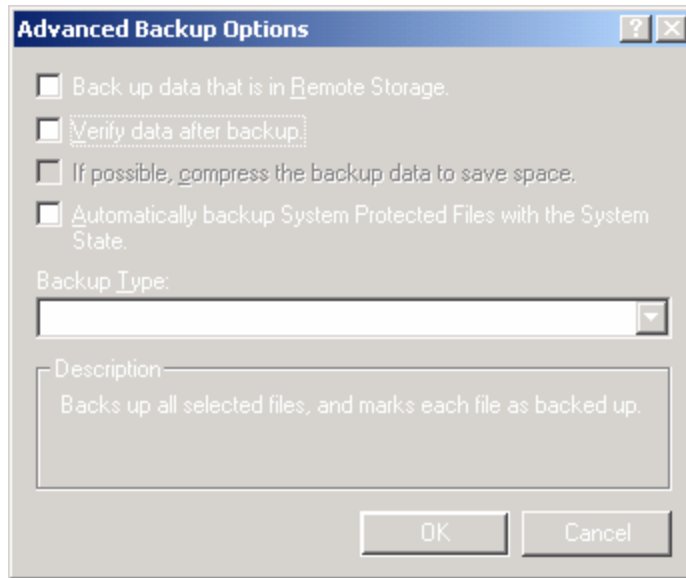 Advanced Backup Options
Back up data that is in Remote Storage.
Verify data after backup.
If possible, compress the backup data to save space.
Automatically backup System Protected Files with the System
State.
Backup Type:
Description
Backs up all selected files, and marks each file as backed up.
OK Cancel